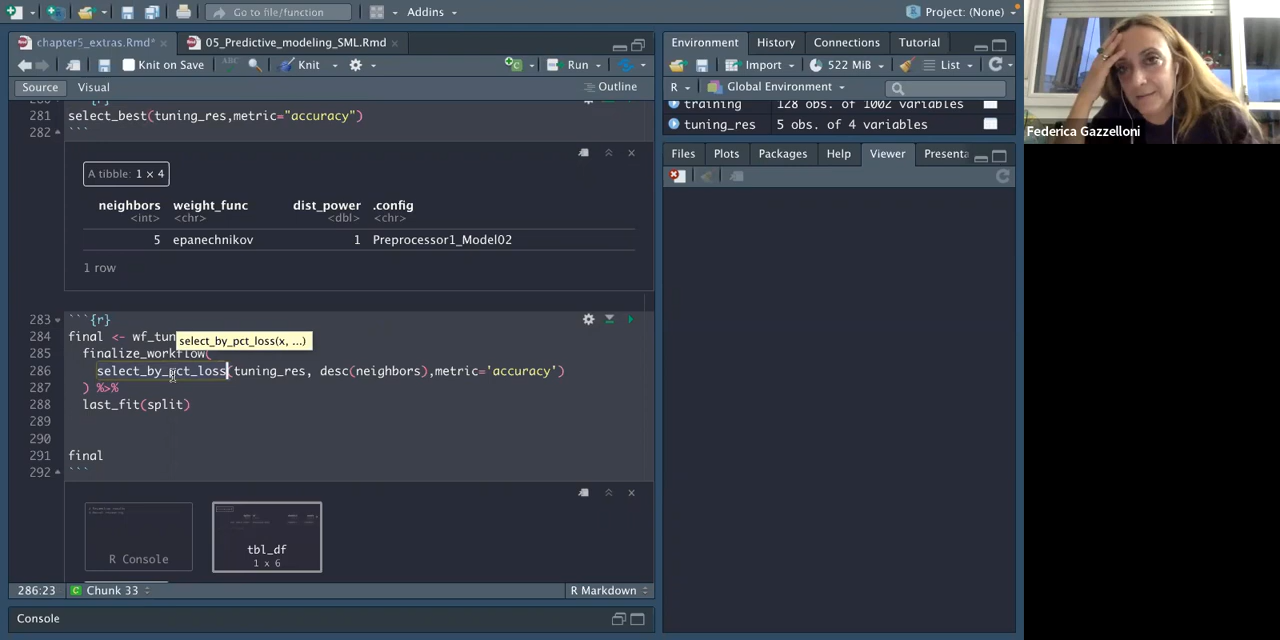 Go to file/function
Addins
Project: (None)
chapter5_extras.Rmd*
05_Predictive_modeling_SML.Rmd
Knit on Save
ABC
Knit
Run
Source
Visual
Outline
281 select_best(tuning_res,metric="accuracy")
282 ```
A tibble: 1 × 4
neighbors weight_func dist_power .config
<int> <chr> <dbl> <chr>
5 epanechnikov 1 Preprocessor1_Model02
1 row
283 ```{r}
284 final <- wf_tun
select_by_pct_loss(x, ...)
285 finalize_workflow(
286 select_by_pct_loss(tuning_res, desc(neighbors),metric='accuracy')
287 ) %>%
288 last_fit(split)
289
290
291 final
292 ```
R Console
tbl_df
1 x 6
286:23
Chunk 33
R Markdown
Console
Environment
History
Connections
Tutorial
Import
522 MiB
List
R
Global Environment
training 128 obs. of 1002 variables
tuning_res 5 obs. of 4 variables
Files
Plots
Packages
Help
Viewer
Presenta
Federica Gazzelloni